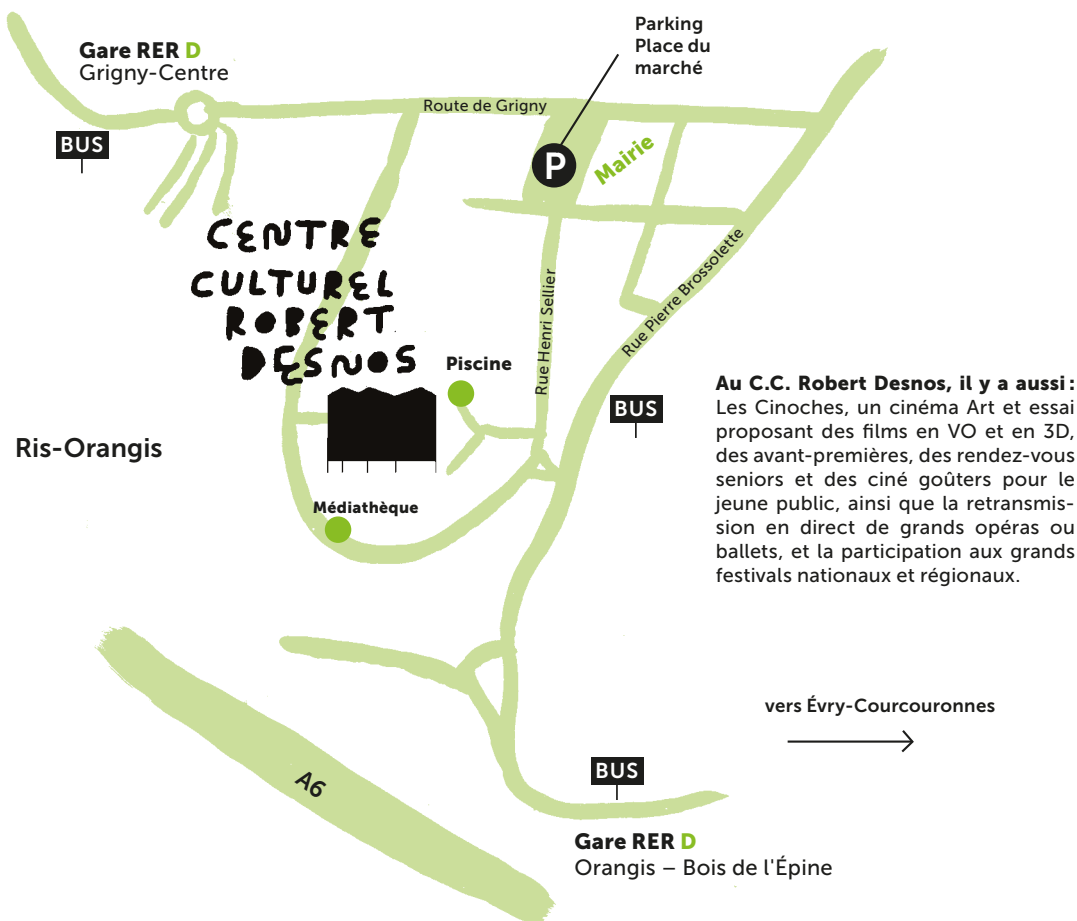 Parking
Place du
marché
Gare RER D
Grigny-Centre
Route de Grigny
BUS
P
Mairie
CENTRE
CULTUREL
ROBERT
DESNOS
Rue Henri Sellier
Rue Pierre Brossolette
Piscine
BUS
Ris-Orangis
Médiathèque
Au C.C. Robert Desnos, il y a aussi :
Les Cinoches, un cinéma Art et essai
proposant des films en VO et en 3D,
des avant-premières, des rendez-vous
seniors et des ciné goûters pour le
jeune public, ainsi que la retransmis-
sion en direct de grands opéras ou
ballets, et la participation aux grands
festivals nationaux et régionaux.
vers Évry-Courcouronnes
A6
BUS
Gare RER D
Orangis – Bois de l'Épine